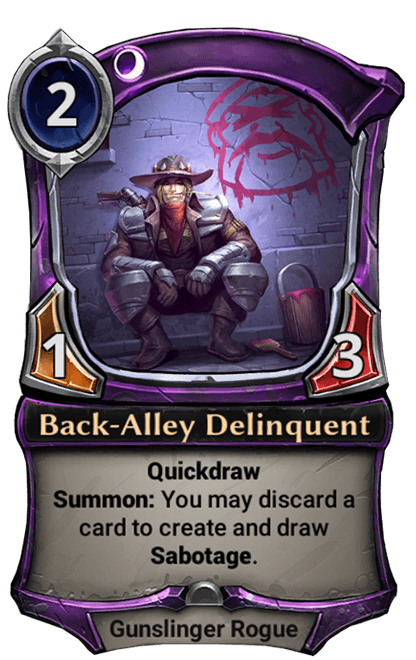 2
1
3
Back-Alley Delinquent
Quickdraw
Summon: You may discard a
card to create and draw
Sabotage.
Gunslinger Rogue